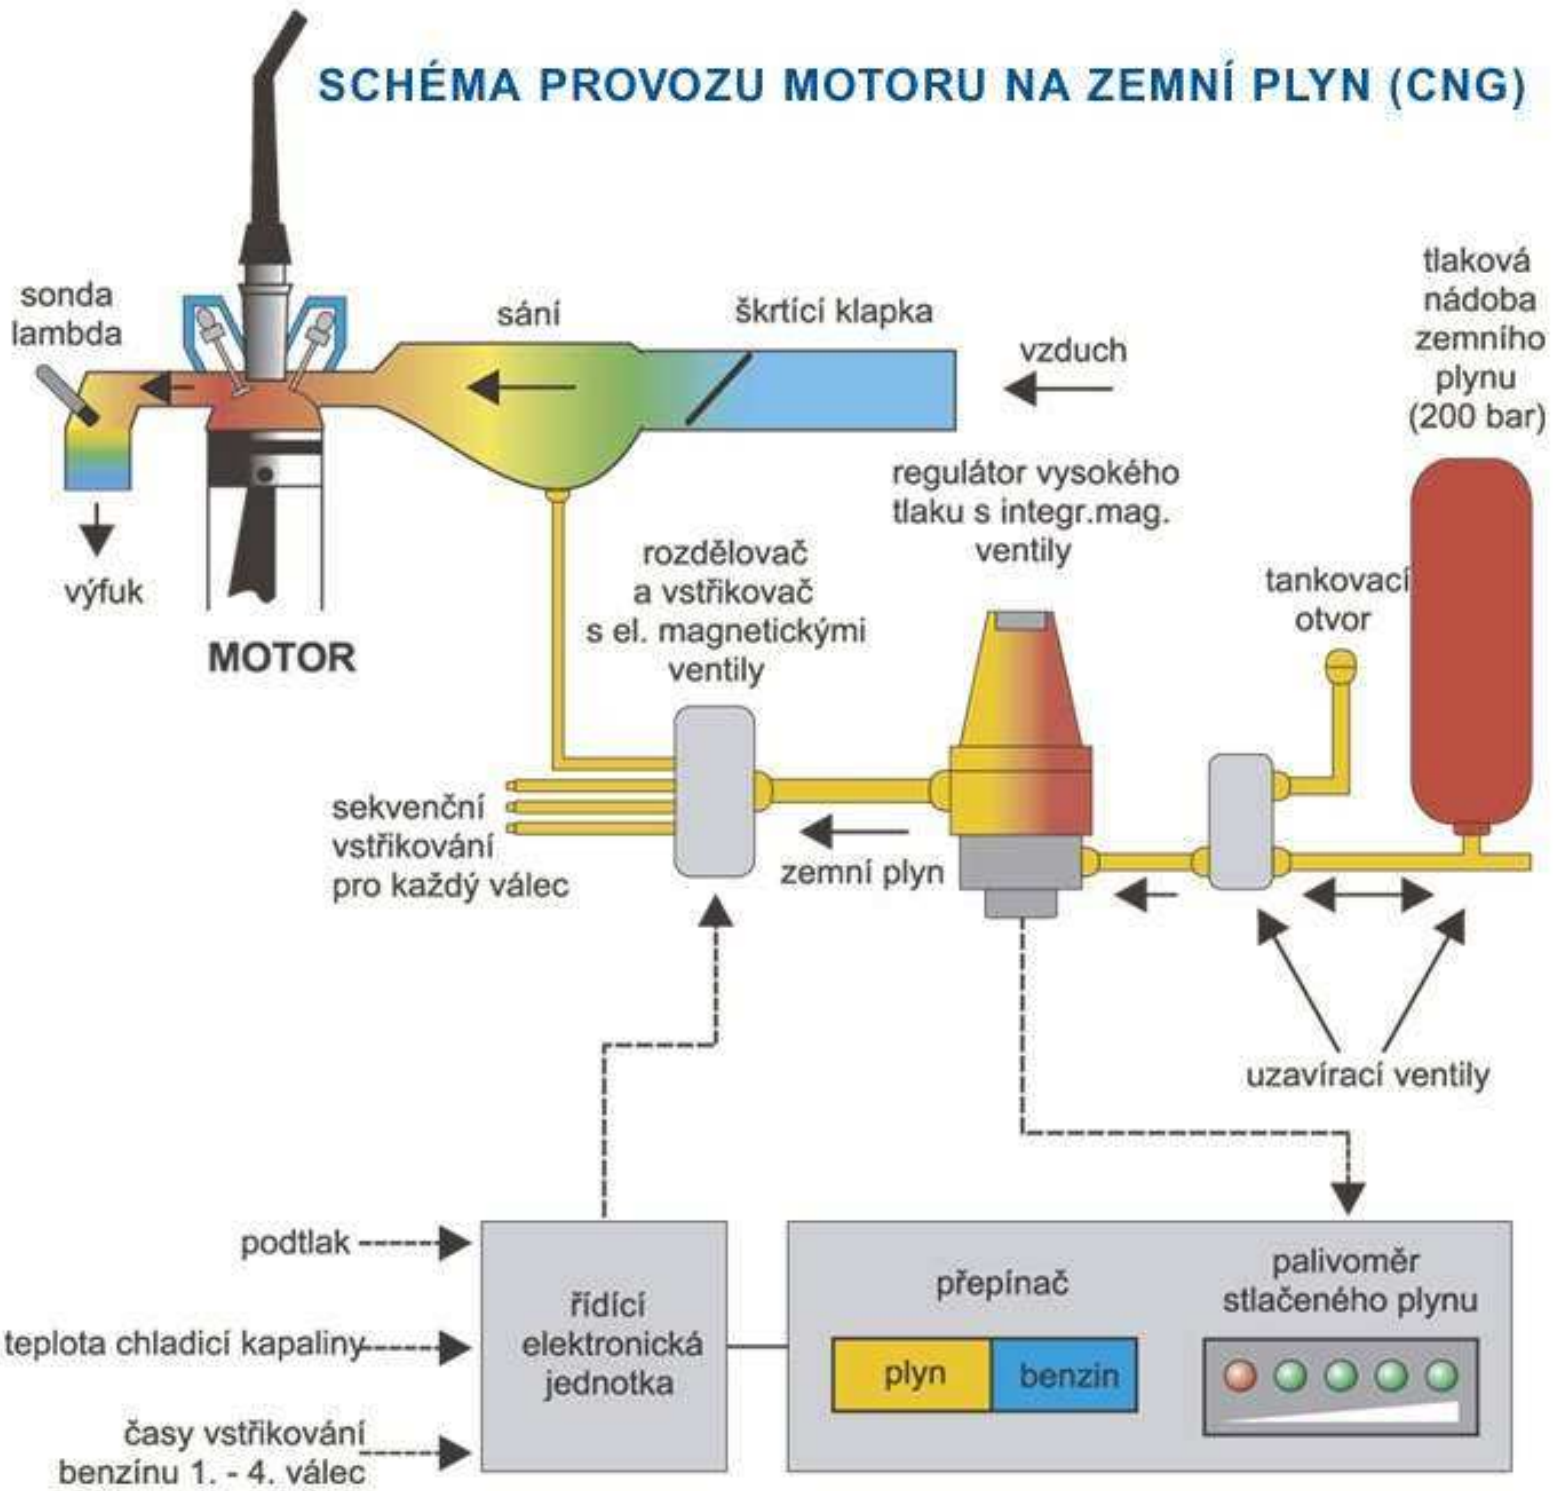 SCHÉMA PROVOZU MOTORU NA ZEMNÍ PLYN (CNG)
sonda
lambda
sání
škrtící klapka
vzduch
tlaková
nádoba
zemního
plynu
(200 bar)
výfuk
MOTOR
rozdělovač
a vstřikovač
s el. magnetickými
ventily
regulátor vysokého
tlaku s integr.mag.
ventily
tankovací
otvor
sekvenční
vstřikování
pro každý válec
zemní plyn
uzavírací ventily
podtlak
teplota chladicí kapaliny
časy vstřikování
benzínu 1. - 4. válec
řídící
elektronická
jednotka
přepínač
plyn
benzin
palivoměr
stlačeného plynu